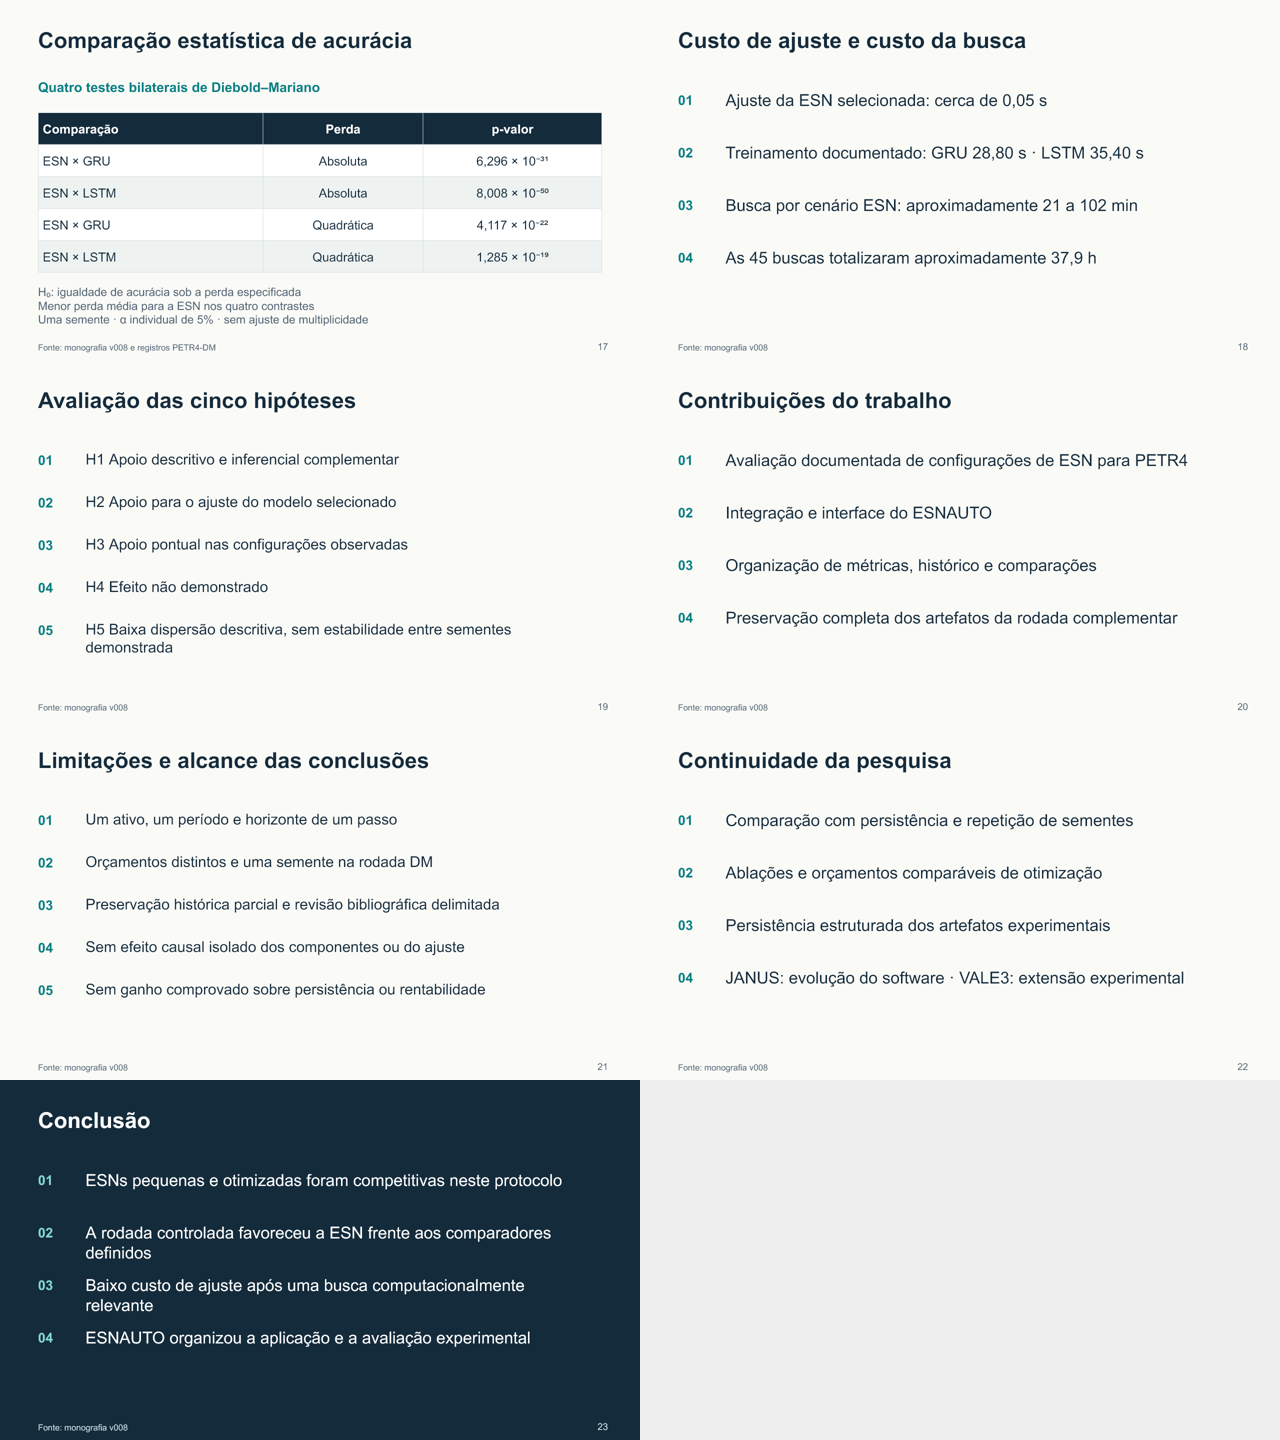 Comparação estatística de acurácia
Quatro testes bilaterais de Diebold–Mariano
Comparação Perda p-valor
ESN × GRU Absoluta 6,296 × 10⁻³¹
ESN × LSTM Absoluta 8,008 × 10⁻⁵⁰
ESN × GRU Quadrática 4,117 × 10⁻²²
ESN × LSTM Quadrática 1,285 × 10⁻¹⁹
H₀: igualdade de acurácia sob a perda especificada
Menor perda média para a ESN nos quatro contrastes
Uma semente · α individual de 5% · sem ajuste de multiplicidade
Fonte: monografia v008 e registros PETR4-DM 17
Custo de ajuste e custo da busca
01 Ajuste da ESN selecionada: cerca de 0,05 s
02 Treinamento documentado: GRU 28,80 s · LSTM 35,40 s
03 Busca por cenário ESN: aproximadamente 21 a 102 min
04 As 45 buscas totalizaram aproximadamente 37,9 h
Fonte: monografia v008 18
Avaliação das cinco hipóteses
01 H1 Apoio descritivo e inferencial complementar
02 H2 Apoio para o ajuste do modelo selecionado
03 H3 Apoio pontual nas configurações observadas
04 H4 Efeito não demonstrado
05 H5 Baixa dispersão descritiva, sem estabilidade entre sementes
demonstrada
Fonte: monografia v008 19
Contribuições do trabalho
01 Avaliação documentada de configurações de ESN para PETR4
02 Integração e interface do ESNAUTO
03 Organização de métricas, histórico e comparações
04 Preservação completa dos artefatos da rodada complementar
Fonte: monografia v008 20
Limitações e alcance das conclusões
01 Um ativo, um período e horizonte de um passo
02 Orçamentos distintos e uma semente na rodada DM
03 Preservação histórica parcial e revisão bibliográfica delimitada
04 Sem efeito causal isolado dos componentes ou do ajuste
05 Sem ganho comprovado sobre persistência ou rentabilidade
Fonte: monografia v008 21
Continuidade da pesquisa
01 Comparação com persistência e repetição de sementes
02 Ablações e orçamentos comparáveis de otimização
03 Persistência estruturada dos artefatos experimentais
04 JANUS: evolução do software · VALE3: extensão experimental
Fonte: monografia v008 22
Conclusão
01 ESNs pequenas e otimizadas foram competitivas neste protocolo
02 A rodada controlada favoreceu a ESN frente aos comparadores
definidos
03 Baixo custo de ajuste após uma busca computacionalmente
relevante
04 ESNAUTO organizou a aplicação e a avaliação experimental
Fonte: monografia v008 23